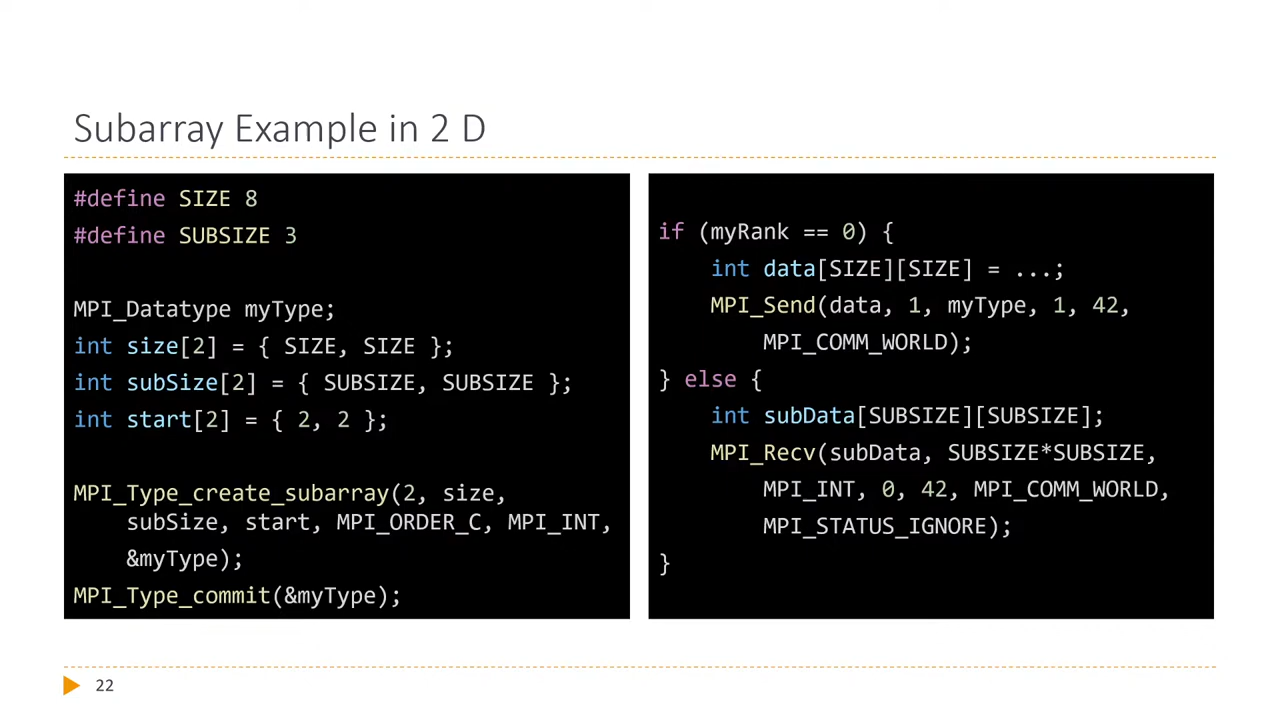 Subarray Example in 2 D
#define SIZE 8
#define SUBSIZE 3
MPI_Datatype myType;
int size[2] = { SIZE, SIZE };
int subSize[2] = { SUBSIZE, SUBSIZE };
int start[2] = { 2, 2 };
MPI_Type_create_subarray(2, size,
subSize, start, MPI_ORDER_C, MPI_INT,
&myType);
MPI_Type_commit(&myType);
if (myRank == 0) {
int data[SIZE][SIZE] = ...;
MPI_Send(data, 1, myType, 1, 42,
MPI_COMM_WORLD);
} else {
int subData[SUBSIZE][SUBSIZE];
MPI_Recv(subData, SUBSIZE*SUBSIZE,
MPI_INT, 0, 42, MPI_COMM_WORLD,
MPI_STATUS_IGNORE);
}
22